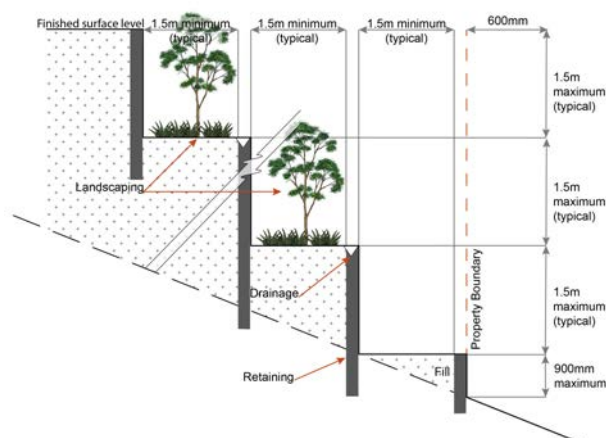 Finished surface level
1.5m minimum
(typical)
1.5m minimum
(typical)
1.5m minimum
(typical)
600mm
1.5m
maximum
(typical)
Landscaping
1.5m
maximum
(typical)
Drainage
Property Boundary
1.5m
maximum
(typical)
Retaining
Fill
900mm
maximum